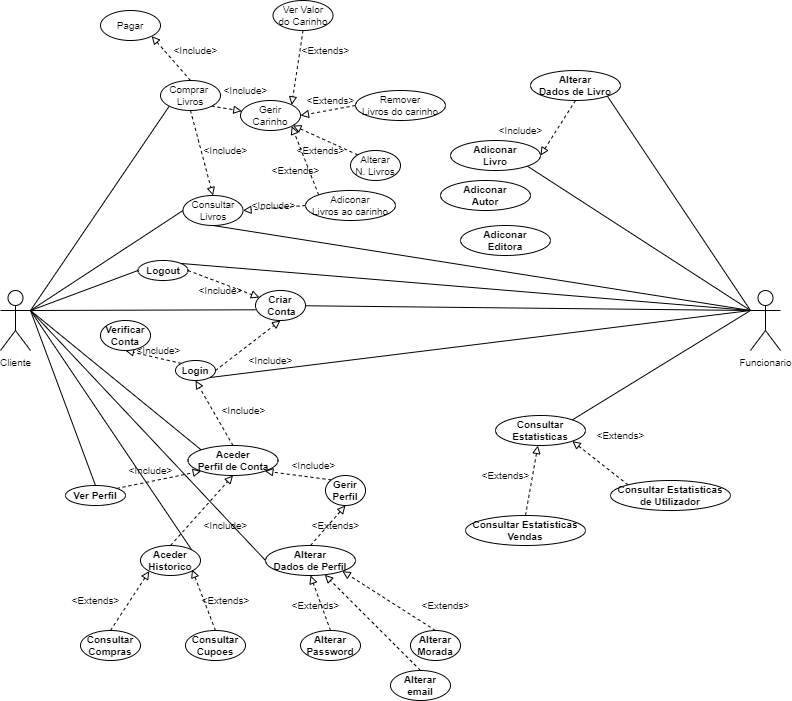 Ver Valor
do Carinho
Pagar
<Include>
<Extends>
Alterar
Dados de Livro
Comprar
Livros
<Include>
<Extends>
Remover
Livros do carinho
Gerir
Carinho
<Include>
<Include>
<Extends>
Adiconar
Livro
Alterar
N. Livros
<Extends>
Adiconar
Autor
Consultar
Livros
<Include>
Adiconar
Livros ao carinho
Adiconar
Editora
Logout
<Include>
Criar
Conta
Verificar
Conta
<Include>
<Include>
Cliente
Funcionario
Login
<Include>
Consultar
Estatisticas
<Extends>
Aceder
Perfil de Conta
<Include>
<Include>
<Extends>
Gerir
Perfil
Ver Perfil
Consultar Estatisticas
de Utilizador
<Include>
<Extends>
Consultar Estatisticas
Vendas
Aceder
Historico
Alterar
Dados de Perfil
<Extends>
<Extends>
<Extends>
<Extends>
Consultar
Compras
Consultar
Cupoes
Alterar
Password
Alterar
Morada
Alterar
email